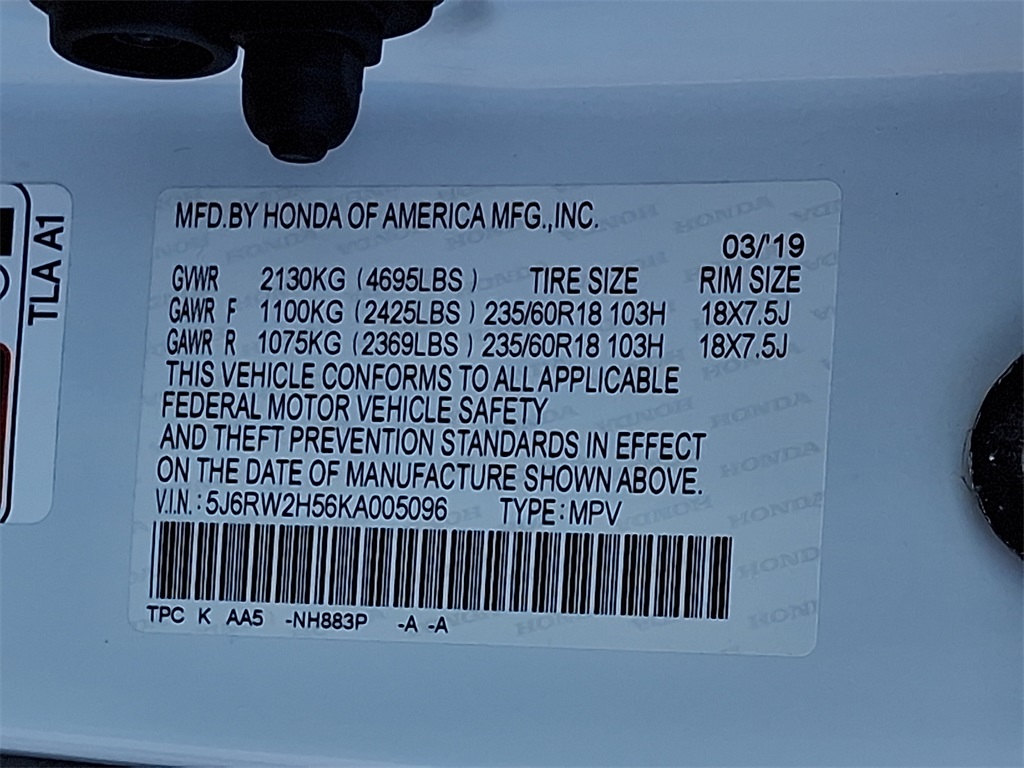 MFD.BY HONDA OF AMERICA MFG.,INC.
03/'19
GVWR 2130KG (4695LBS) TIRE SIZE RIM SIZE
GAWR F 1100KG (2425LBS) 235/60R18 103H 18X7.5J
GAWR R 1075KG (2369LBS) 235/60R18 103H 18X7.5J
THIS VEHICLE CONFORMS TO ALL APPLICABLE
FEDERAL MOTOR VEHICLE SAFETY
AND THEFT PREVENTION STANDARDS IN EFFECT
ON THE DATE OF MANUFACTURE SHOWN ABOVE.
V.I.N.: 5J6RW2H56KA005096 TYPE: MPV
TPC K AA5 -NH883P -A -A
TLA A1